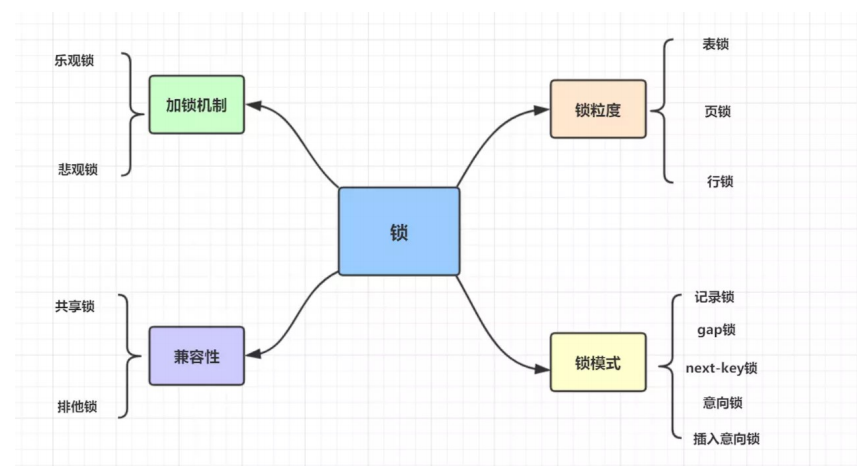 乐观锁
加锁机制
悲观锁
表锁
锁粒度
页锁
行锁
锁
共享锁
兼容性
排他锁
记录锁
gap锁
锁模式
next-key锁
意向锁
插入意向锁